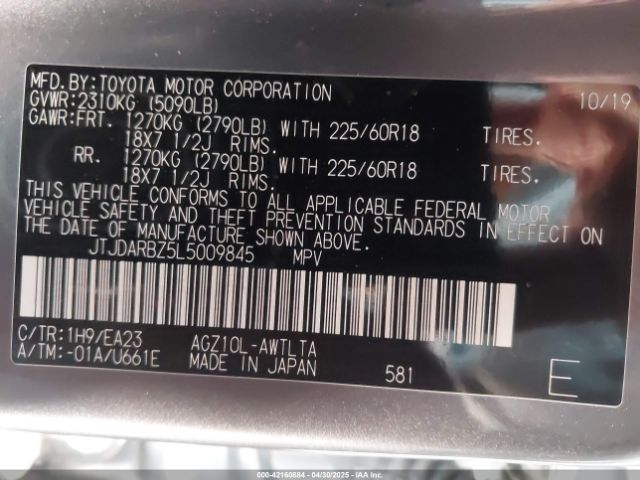 MFD.BY:TOYOTA MOTOR CORPORATION 10/19
GVWR:2310KG (5090LB)
GAWR:FRT. 1270KG (2790LB) WITH 225/60R18 TIRES.
18X7 1/2J RIMS.
RR. 1270KG (2790LB) WITH 225/60R18 TIRES.
18X7 1/2J RIMS.
THIS VEHICLE CONFORMS TO ALL APPLICABLE FEDERAL MOTOR
VEHICLE SAFETY AND THEFT PREVENTION STANDARDS IN EFFECT ON
THE DATE OF MANUFACTURE SHOWN ABOVE.
JTJDARBZ5L5009845 MPV
C/TR:1H9/EA23 AGZ10L-AWTLTA
A/TM:-01A/U661E MADE IN JAPAN 581 E
000-42160884 - 04/30/2025 - IAA Inc.